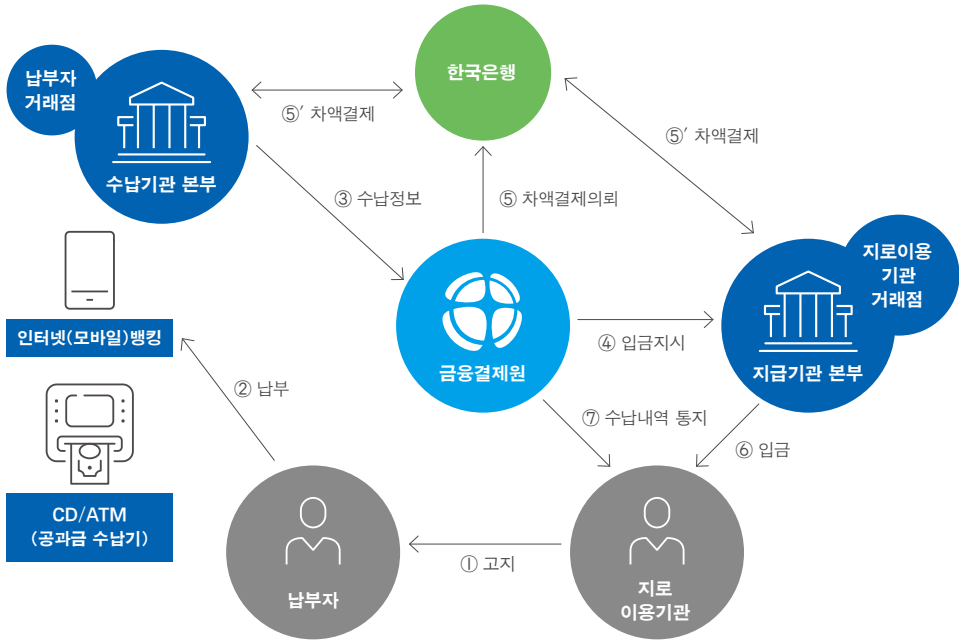 납부자
거래점
수납기관 본부
한국은행
⑤′ 차액결제
⑤′ 차액결제
③ 수납정보
⑤ 차액결제의뢰
지로이용
기관
거래점
지급기관 본부
인터넷(모바일)뱅킹
금융결제원
④ 입금지시
② 납부
⑦ 수납내역 통지
⑥ 입금
CD/ATM
(공과금 수납기)
① 고지
납부자
지로
이용기관